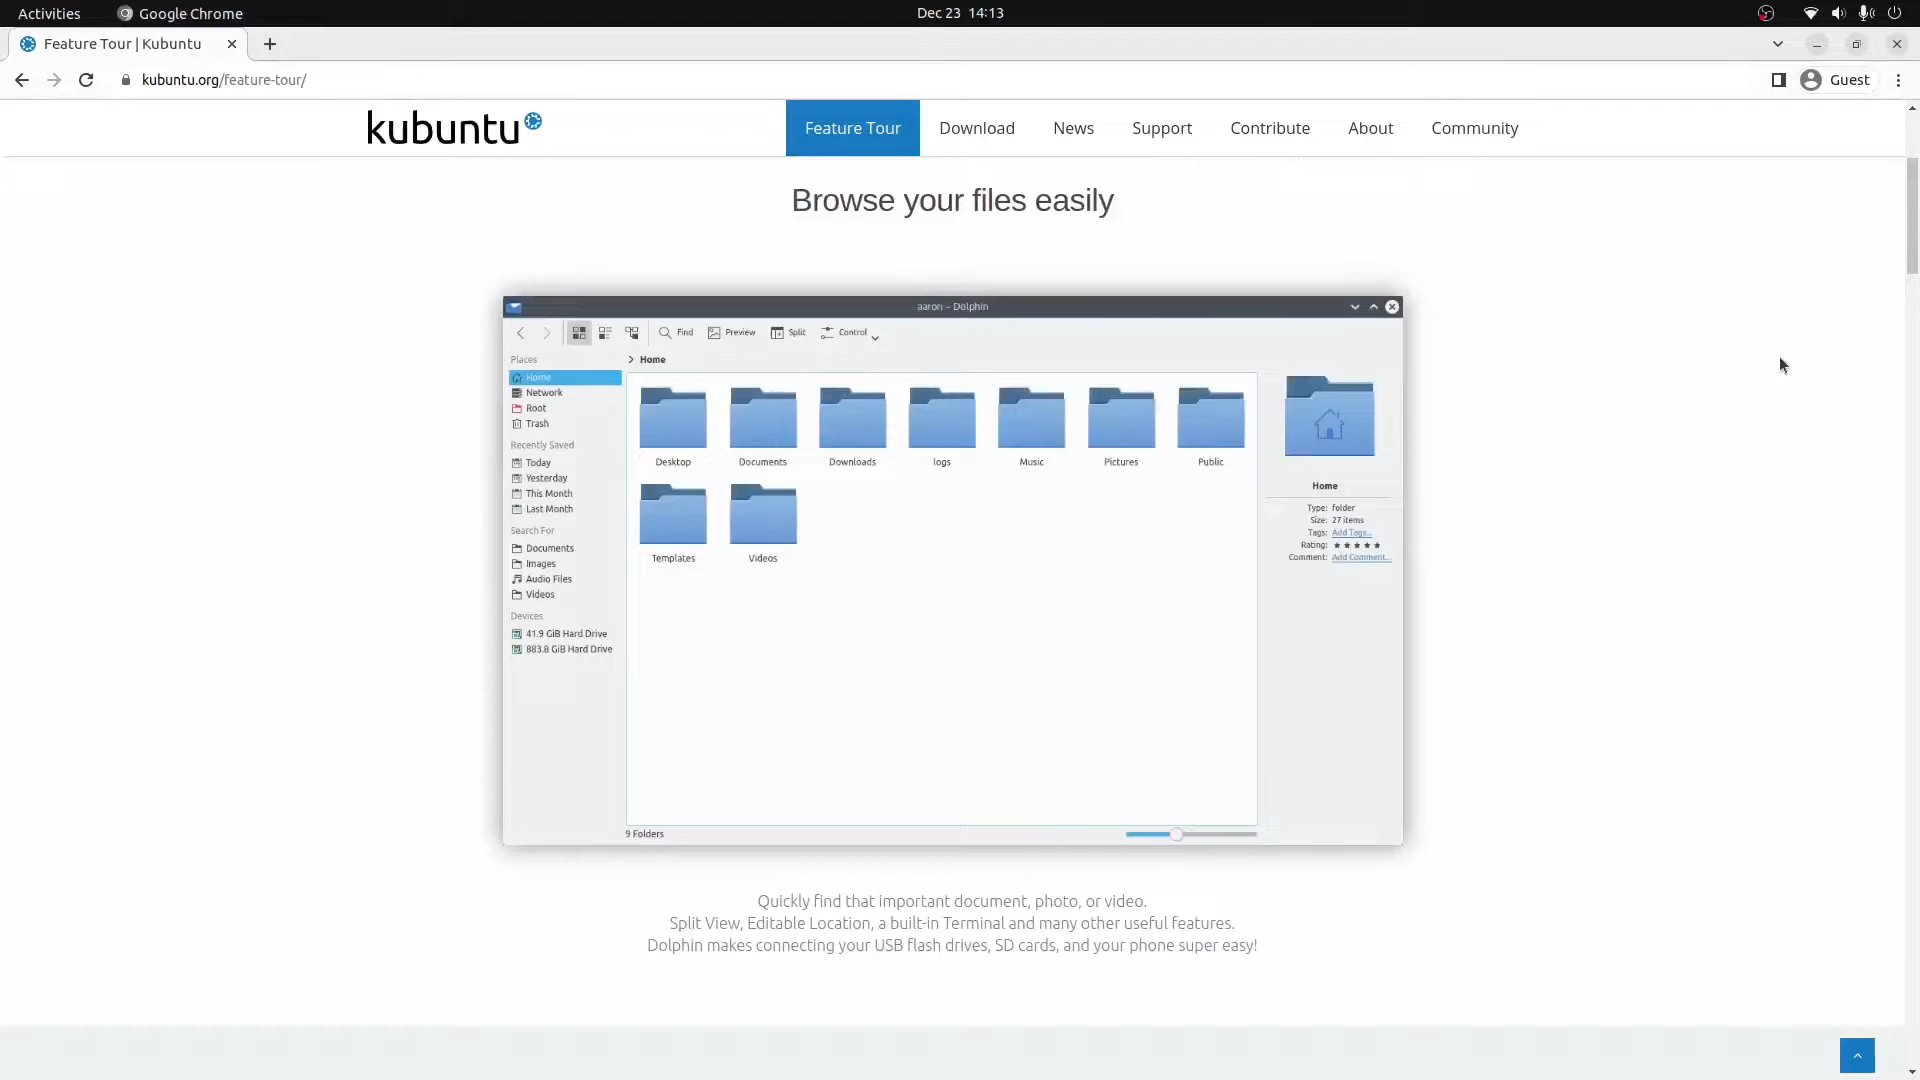 Activities
Google Chrome
Dec 23 14:13
Feature Tour | Kubuntu
kubuntu.org/feature-tour/
Guest
kubuntu
Feature Tour
Download
News
Support
Contribute
About
Community
Browse your files easily
aaron – Dolphin
Find
Preview
Split
Control
Places
Home
Network
Root
Trash
Recently Saved
Today
Yesterday
This Month
Last Month
Search For
Documents
Images
Audio Files
Videos
Devices
41.9 GiB Hard Drive
883.8 GiB Hard Drive
Home
Desktop
Documents
Downloads
logs
Music
Pictures
Public
Templates
Videos
9 Folders
Home
Type: folder
Size: 27 items
Tags: Add Tags...
Rating: ★ ★ ★ ★ ★
Comment: Add Comment...
Quickly find that important document, photo, or video.
Split View, Editable Location, a built-in Terminal and many other useful features.
Dolphin makes connecting your USB flash drives, SD cards, and your phone super easy!